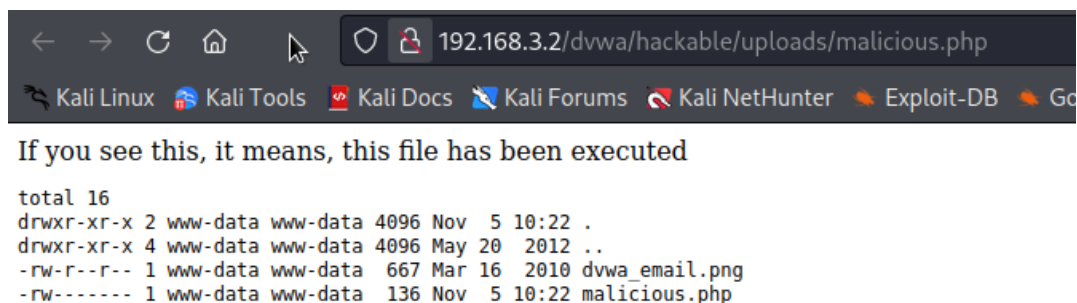 192.168.3.2/dvwa/hackable/uploads/malicious.php
Kali Linux Kali Tools Kali Docs Kali Forums Kali NetHunter Exploit-DB Go
If you see this, it means, this file has been executed
total 16
drwxr-xr-x 2 www-data www-data 4096 Nov  5 10:22 .
drwxr-xr-x 4 www-data www-data 4096 May 20  2012 ..
-rw-r--r-- 1 www-data www-data  667 Mar 16  2010 dvwa_email.png
-rw------- 1 www-data www-data  136 Nov  5 10:22 malicious.php